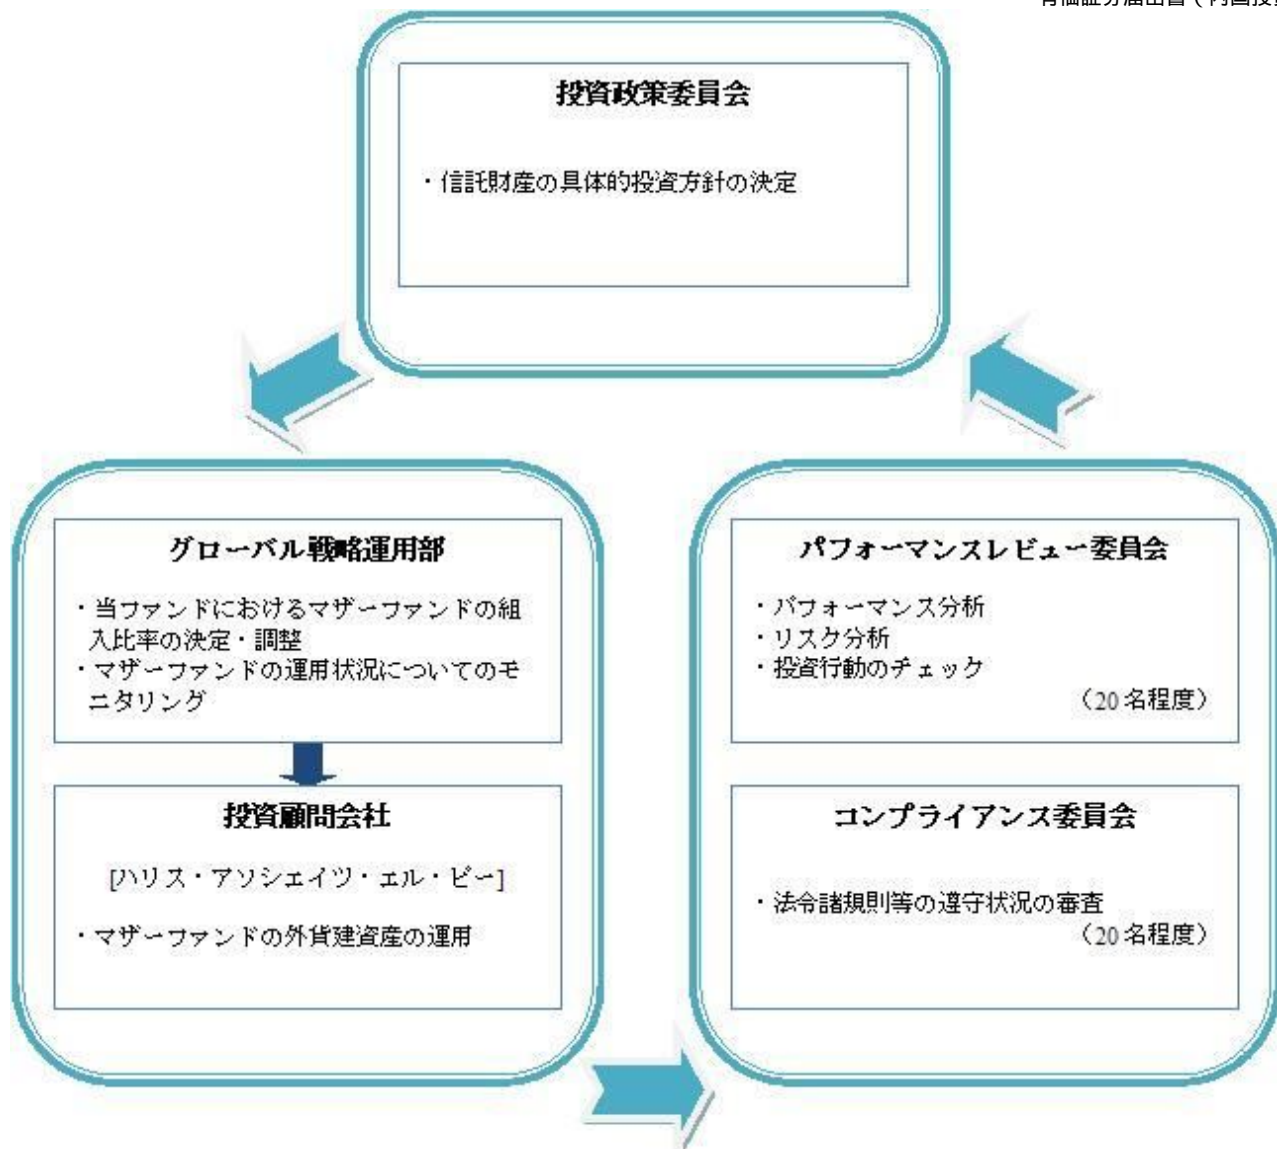 投資政策委員会
・信託財産の具体的投資方針の決定
グローバル戦略運用部
・当ファンドにおけるマザーファンドの組
入比率の決定・調整
・マザーファンドの運用状況についてのモ
ニタリング
投資顧問会社
[ハリス・アソシェイツ・エル・ピー]
・マザーファンドの外貨建資産の運用
パフォーマンスレビュー委員会
・パフォーマンス分析
・リスク分析
・投資行動のチェック
（20 名程度）
コンプライアンス委員会
・法令諸規則等の遵守状況の審査
（20 名程度）